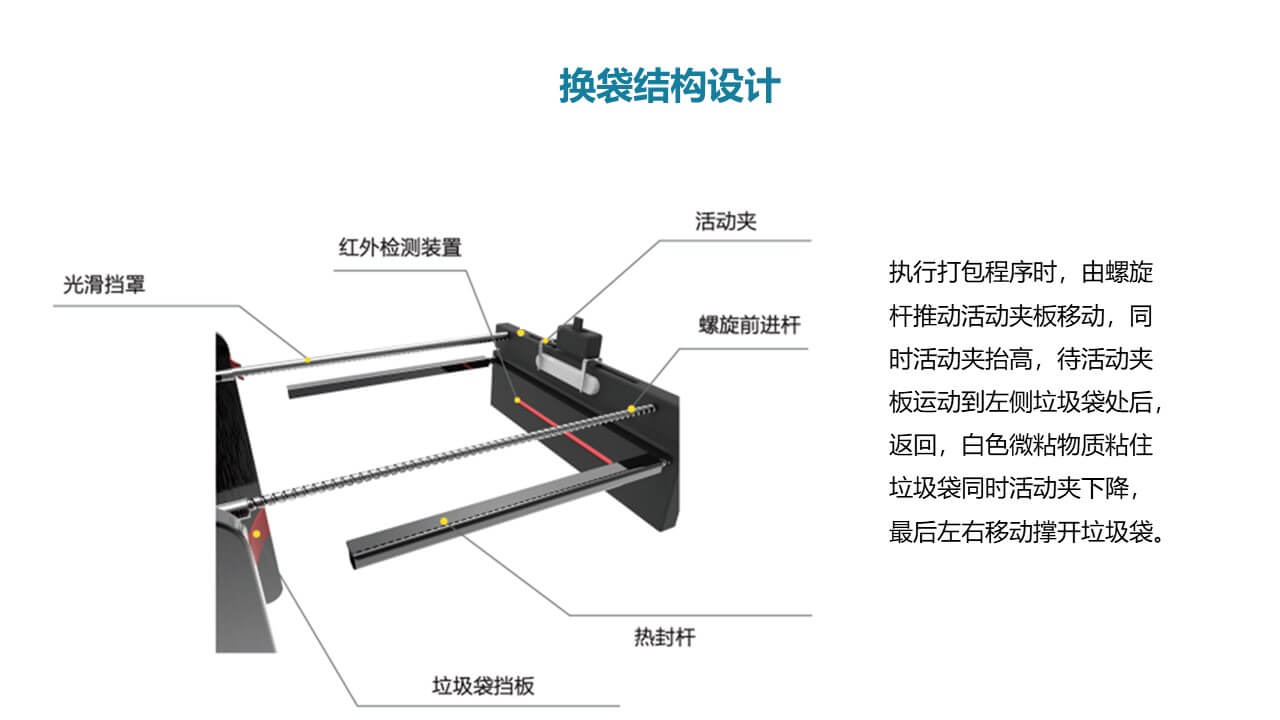 换袋结构设计
活动夹
红外检测装置
光滑挡罩
螺旋前进杆
热封杆
垃圾袋挡板
执行打包程序时，由螺旋
杆推动活动夹板移动，同
时活动夹抬高，待活动夹
板运动到左侧垃圾袋处后，
返回，白色微粘物质粘住
垃圾袋同时活动夹下降，
最后左右移动撑开垃圾袋。